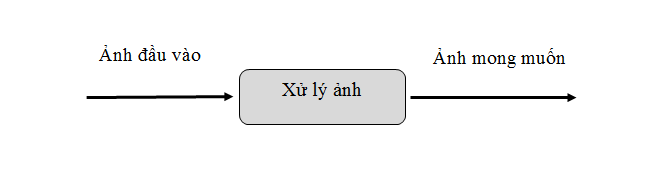 Ảnh đầu vào
Xử lý ảnh
Ảnh mong muốn